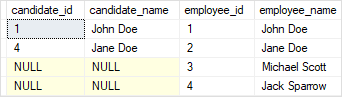 candidate_id candidate_name employee_id employee_name
1 John Doe 1 John Doe
4 Jane Doe 2 Jane Doe
NULL NULL 3 Michael Scott
NULL NULL 4 Jack Sparrow